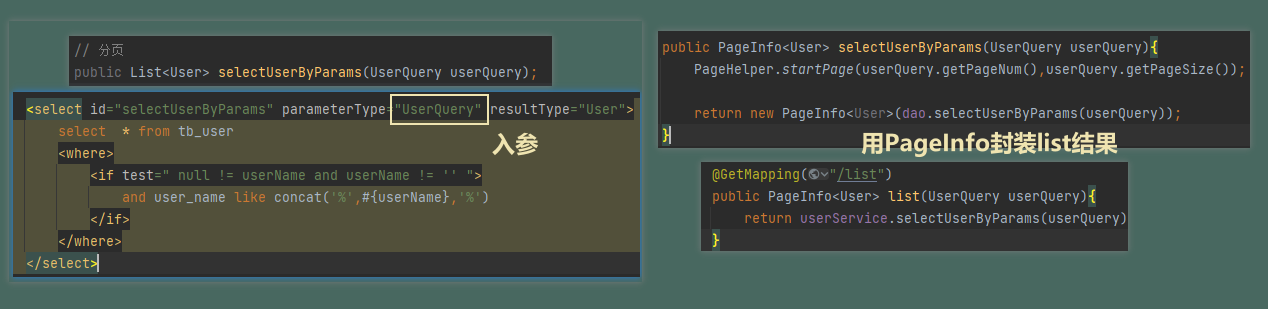 // 分页
public List<User> selectUserByParams(UserQuery userQuery);
<select id="selectUserByParams" parameterType="UserQuery" resultType="User">
入参
select  * from tb_user
<where>
<if test=" null != userName and userName != '' ">
and user_name like concat('%',#{userName},'%')
</if>
</where>
</select>
public PageInfo<User> selectUserByParams(UserQuery userQuery){
PageHelper.startPage(userQuery.getPageNum(),userQuery.getPageSize());
return new PageInfo<User>(dao.selectUserByParams(userQuery));
}
用PageInfo封装list结果
@GetMapping("/list")
public PageInfo<User> list(UserQuery userQuery){
return userService.selectUserByParams(userQuery)
}